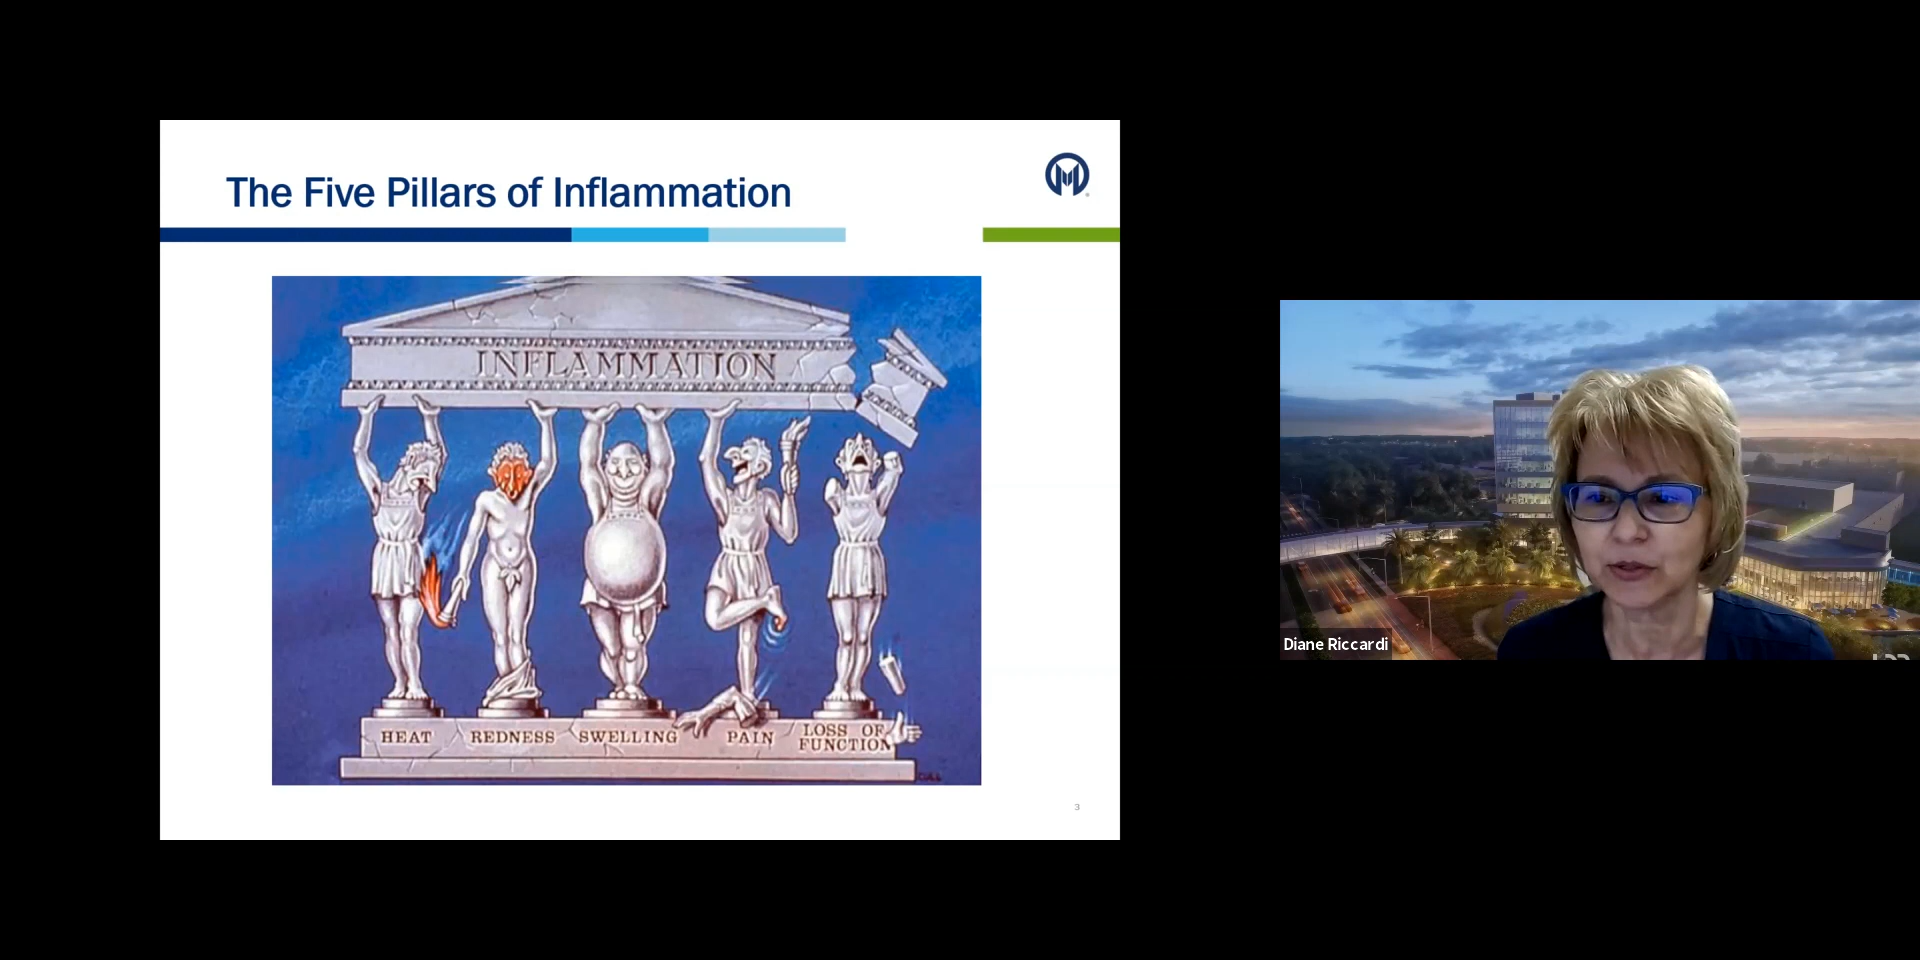 The Five Pillars of Inflammation
INFLAMMATION
HEAT
REDNESS
SWELLING
PAIN
LOSS OF
FUNCTION
3
Diane Riccardi